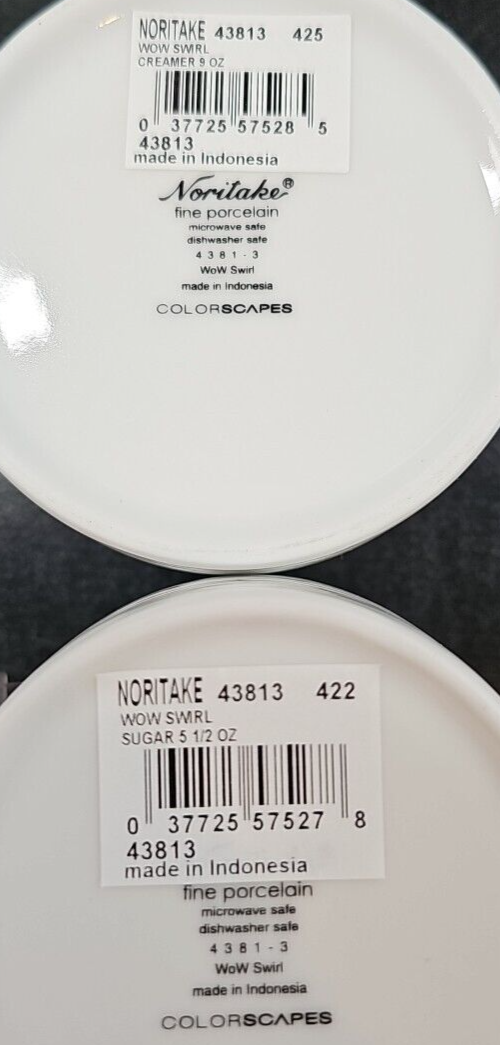 NORITAKE 43813 425
WOW SWIRL
CREAMER 9 OZ
0 37725 57528 5
43813
made in Indonesia
Noritake®
fine porcelain
microwave safe
dishwasher safe
4 3 8 1 - 3
WoW Swirl
made in Indonesia
COLORSCAPES
NORITAKE 43813 422
WOW SWIRL
SUGAR 5 1/2 OZ
0 37725 57527 8
43813
made in Indonesia
fine porcelain
microwave safe
dishwasher safe
4 3 8 1 - 3
WoW Swirl
made in Indonesia
COLORSCAPES